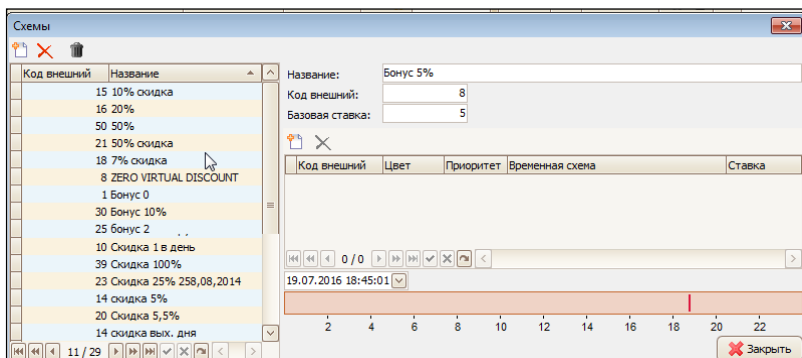 Схемы
Код внешний Название
15 10% скидка
16 20%
50 50%
21 50% скидка
18 7% скидка
8 ZERO VIRTUAL DISCOUNT
1 Бонус 0
30 Бонус 10%
25 бонус 2
10 Скидка 1 в день
39 Скидка 100%
23 Скидка 25% 258,08,2014
14 скидка 5%
20 Скидка 5,5%
14 скидка вых. дня
11 / 29
Название: Бонус 5%
Код внешний: 8
Базовая ставка: 5
Код внешний Цвет Приоритет Временная схема Ставка
0 / 0
19.07.2016 18:45:01
2 4 6 8 10 12 14 16 18 20 22
Закрыть